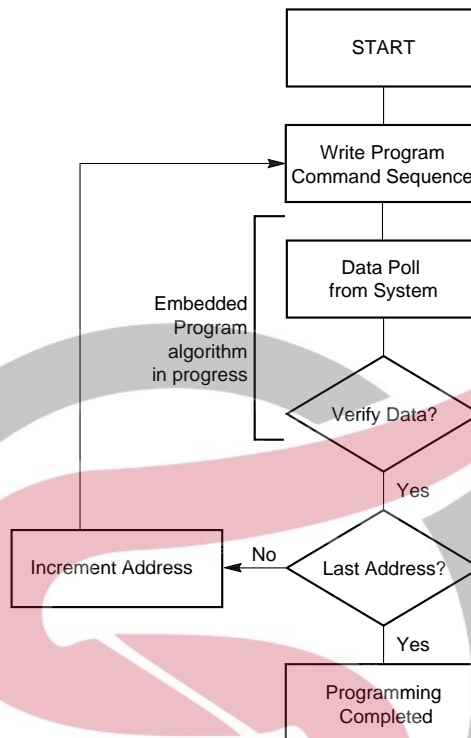 START
Write Program
Command Sequence
Data Poll
from System
Embedded
Program
algorithm
in progress
Verify Data?
Yes
Last Address?
No
Increment Address
Yes
Programming
Completed